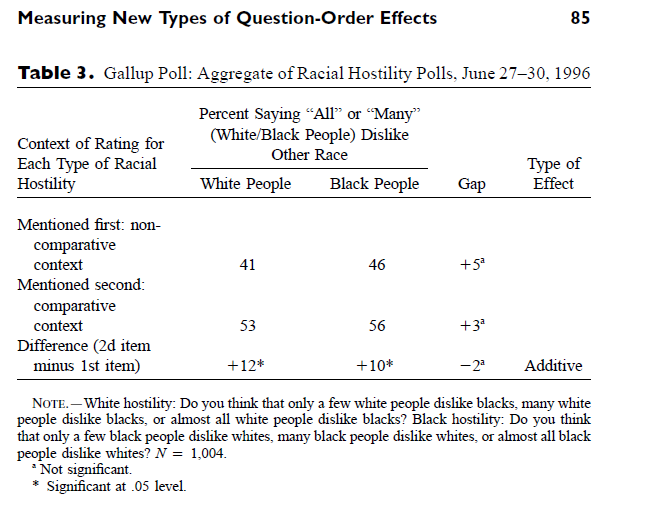 Measuring New Types of Question-Order Effects 85
Table 3. Gallup Poll: Aggregate of Racial Hostility Polls, June 27–30, 1996
Percent Saying “All” or “Many”
(White/Black People) Dislike
Other Race
Context of Rating for
Each Type of Racial
Hostility
White People Black People Gap
Type of
Effect
Mentioned first: non-
comparative
context 41 46 +5ᵃ
Mentioned second:
comparative
context 53 56 +3ᵃ
Difference (2d item
minus 1st item) +12* +10* −2ᵃ Additive
NOTE.—White hostility: Do you think that only a few white people dislike blacks, many white
people dislike blacks, or almost all white people dislike blacks? Black hostility: Do you think
that only a few black people dislike whites, many black people dislike whites, or almost all black
people dislike whites? N = 1,004.
ᵃ Not significant.
* Significant at .05 level.